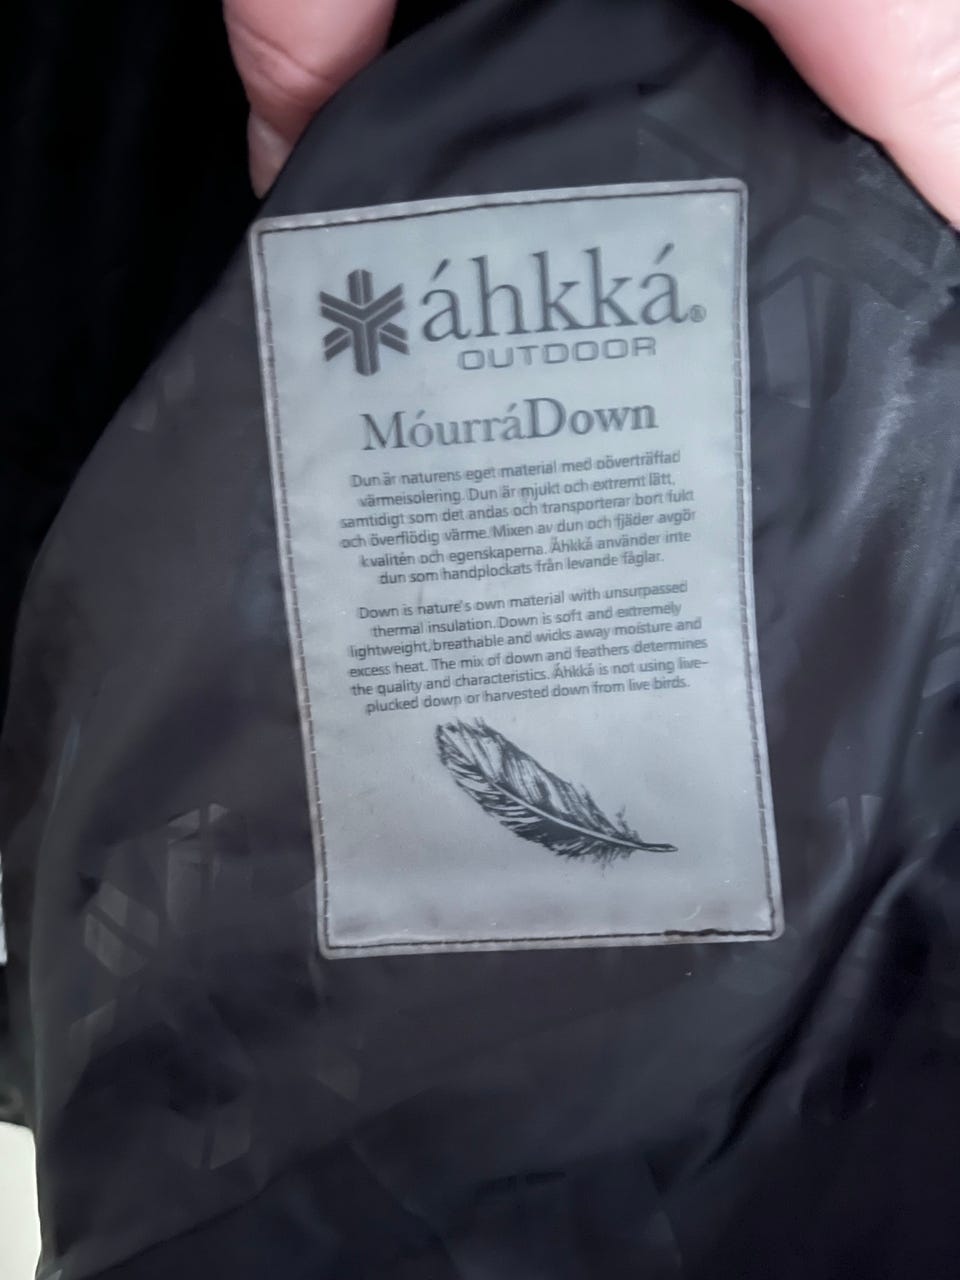 áhkká®
OUTDOOR
MóurráDown
Dun är naturens eget material med oöverträffad
värmeisolering. Dun är mjukt och extremt lätt,
samtidigt som det andas och transporterar bort fukt
och överflödig värme. Mixen av dun och fjäder avgör
kvalitén och egenskaperna. Áhkká använder inte
dun som handplockats från levande fåglar.
Down is nature's own material with unsurpassed
thermal insulation. Down is soft and extremely
lightweight, breathable and wicks away moisture and
excess heat. The mix of down and feathers determines
the quality and characteristics. Áhkká is not using live–
plucked down or harvested down from live birds.